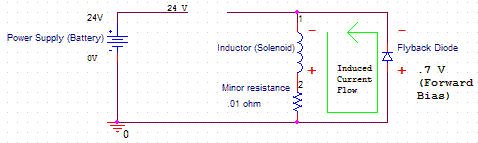 24 V
24V
1
Power Supply (Battery)
Inductor (Solenoid)
Flyback Diode
0V
Induced
Current
Flow
.7 V
(Forward
Bias)
Minor resistance
2
.01 ohm
0